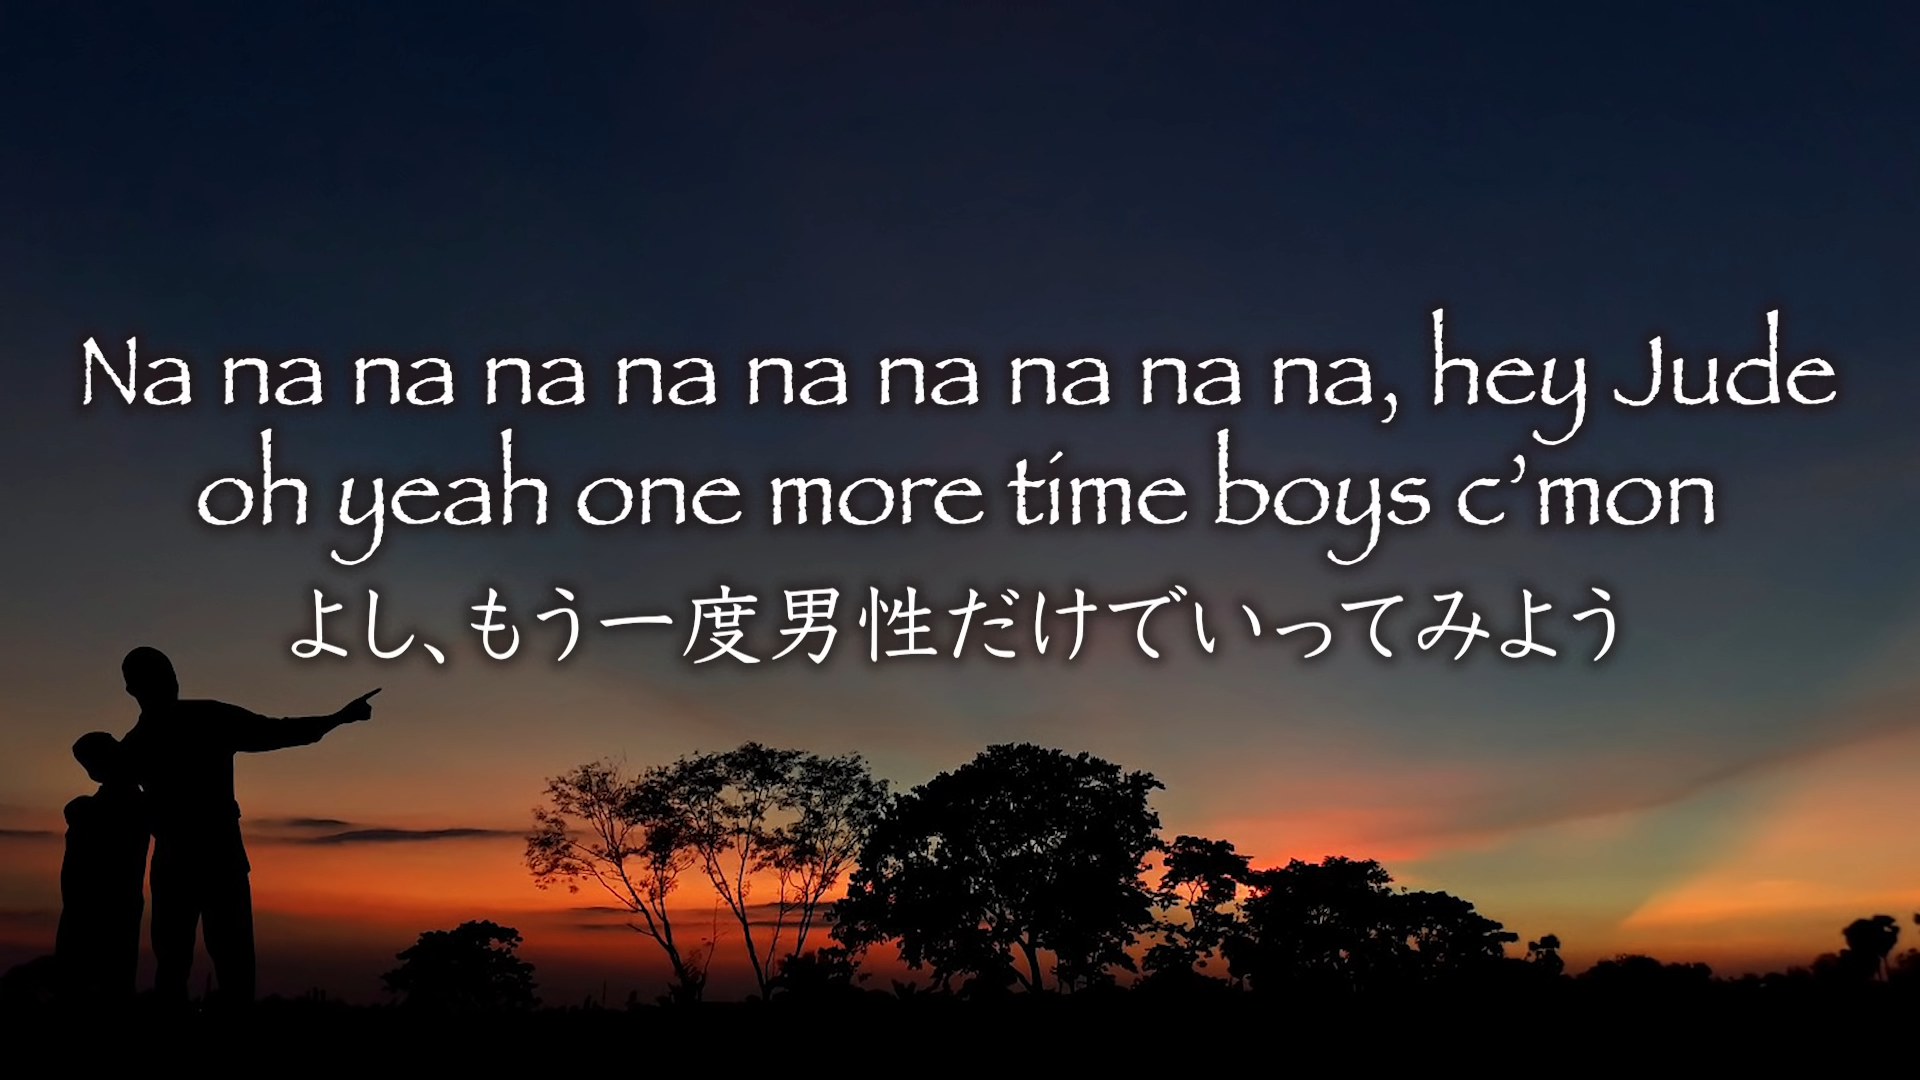 Na na na na na na na na na na, hey Jude
oh yeah one more time boys c’mon
よし、もう一度男性だけでいってみよう